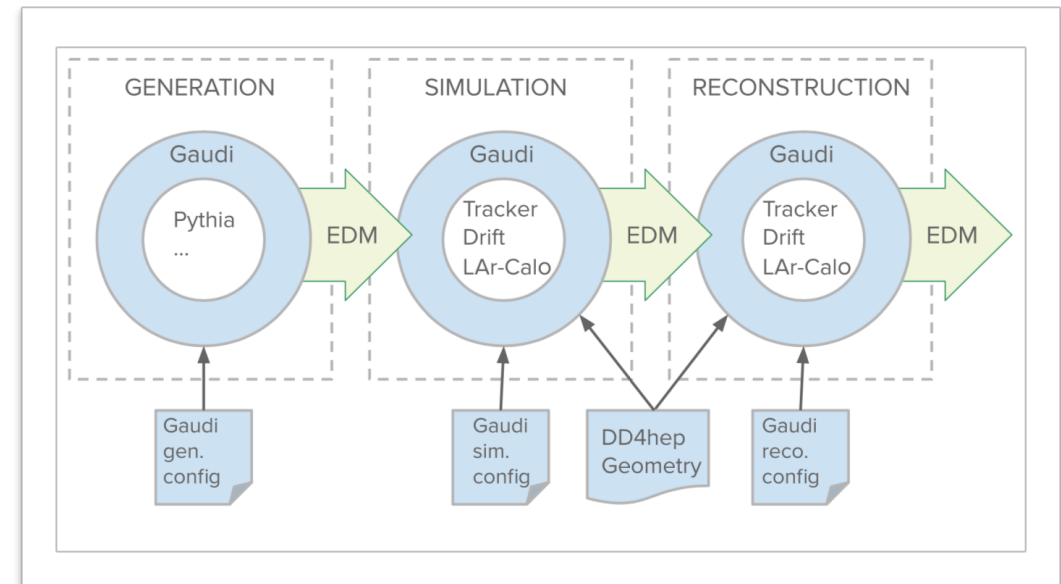 GENERATION
Gaudi
Pythia
...
EDM
SIMULATION
Gaudi
Tracker
Drift
LAr-Calo
EDM
RECONSTRUCTION
Gaudi
Tracker
Drift
LAr-Calo
EDM
Gaudi
gen.
config
Gaudi
sim.
config
DD4hep
Geometry
Gaudi
reco.
config